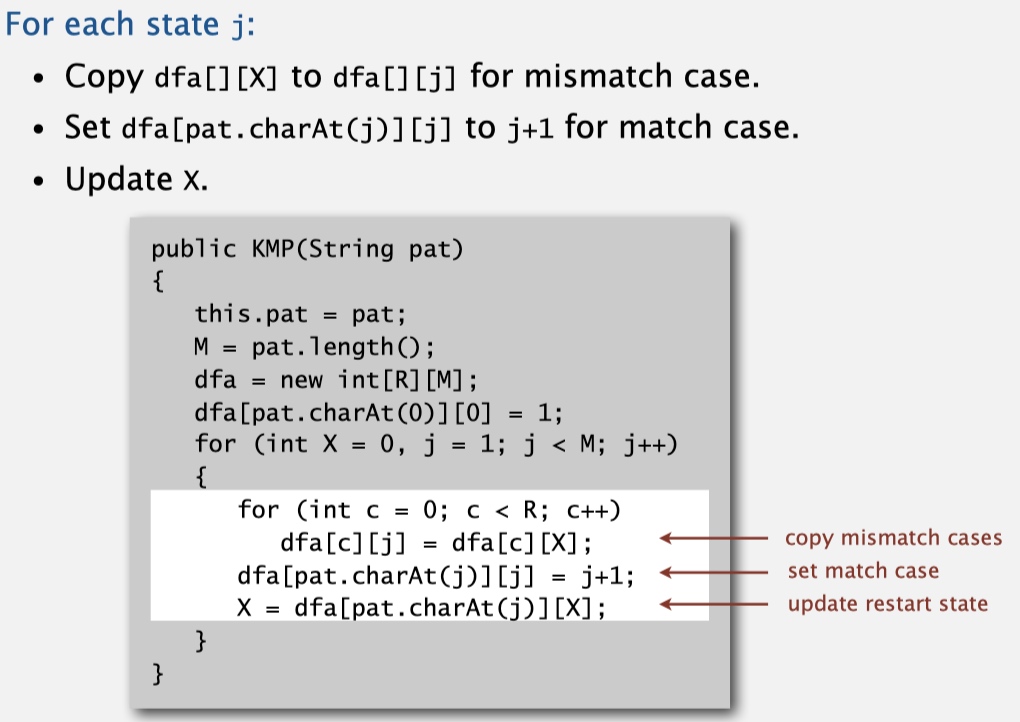 For each state j:
• Copy dfa[][X] to dfa[][j] for mismatch case.
• Set dfa[pat.charAt(j)][j] to j+1 for match case.
• Update X.
public KMP(String pat)
{
   this.pat = pat;
   M = pat.length();
   dfa = new int[R][M];
   dfa[pat.charAt(0)][0] = 1;
   for (int X = 0, j = 1; j < M; j++)
   {
      for (int c = 0; c < R; c++)
         dfa[c][j] = dfa[c][X];
copy mismatch cases
      dfa[pat.charAt(j)][j] = j+1;
set match case
      X = dfa[pat.charAt(j)][X];
update restart state
   }
}